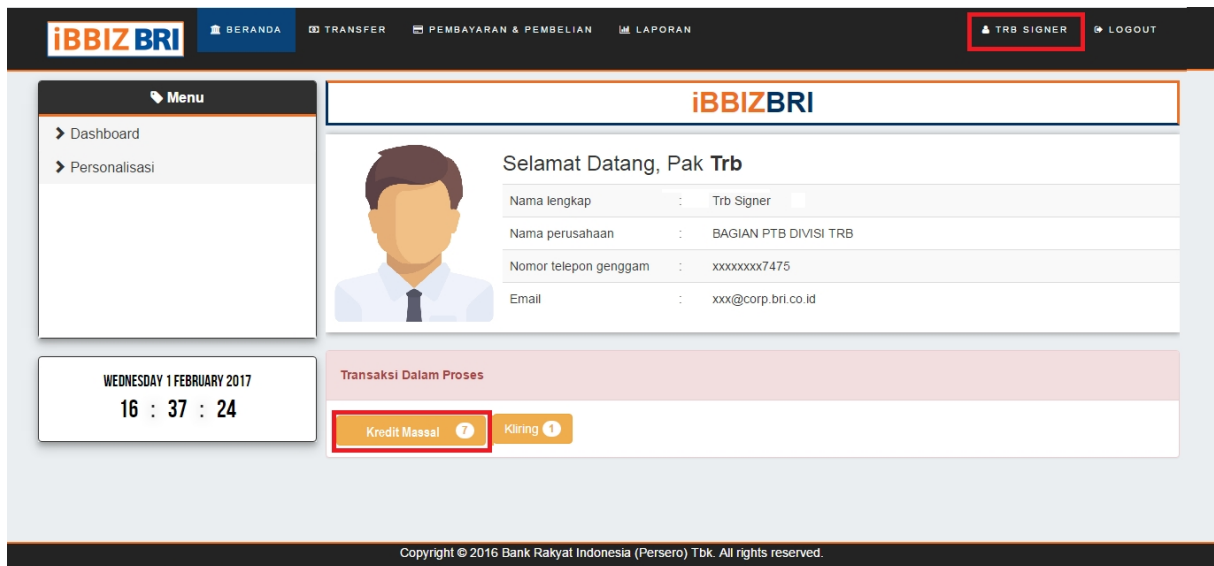 iBBIZ BRI
BERANDA
TRANSFER
PEMBAYARAN & PEMBELIAN
LAPORAN
TRB SIGNER
LOGOUT
Menu
Dashboard
Personalisasi
iBBIZBRI
Selamat Datang, Pak Trb
Nama lengkap : Trb Signer
Nama perusahaan : BAGIAN PTB DIVISI TRB
Nomor telepon genggam : xxxxxxxx7475
Email : xxx@corp.bri.co.id
WEDNESDAY 1 FEBRUARY 2017
16 : 37 : 24
Transaksi Dalam Proses
Kredit Massal 7
Kliring 1
Copyright © 2016 Bank Rakyat Indonesia (Persero) Tbk. All rights reserved.